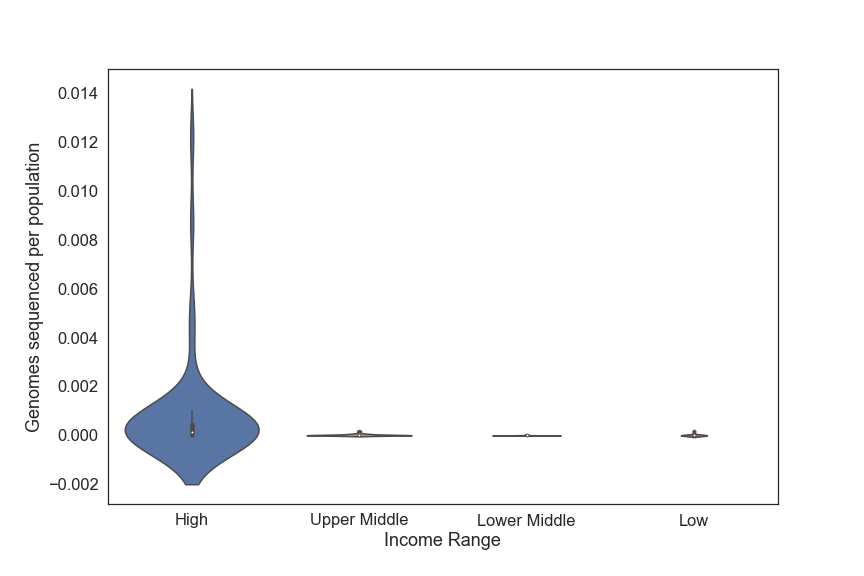 Genomes sequenced per population
0.014
0.012
0.010
0.008
0.006
0.004
0.002
0.000
−0.002
High
Upper Middle
Lower Middle
Low
Income Range